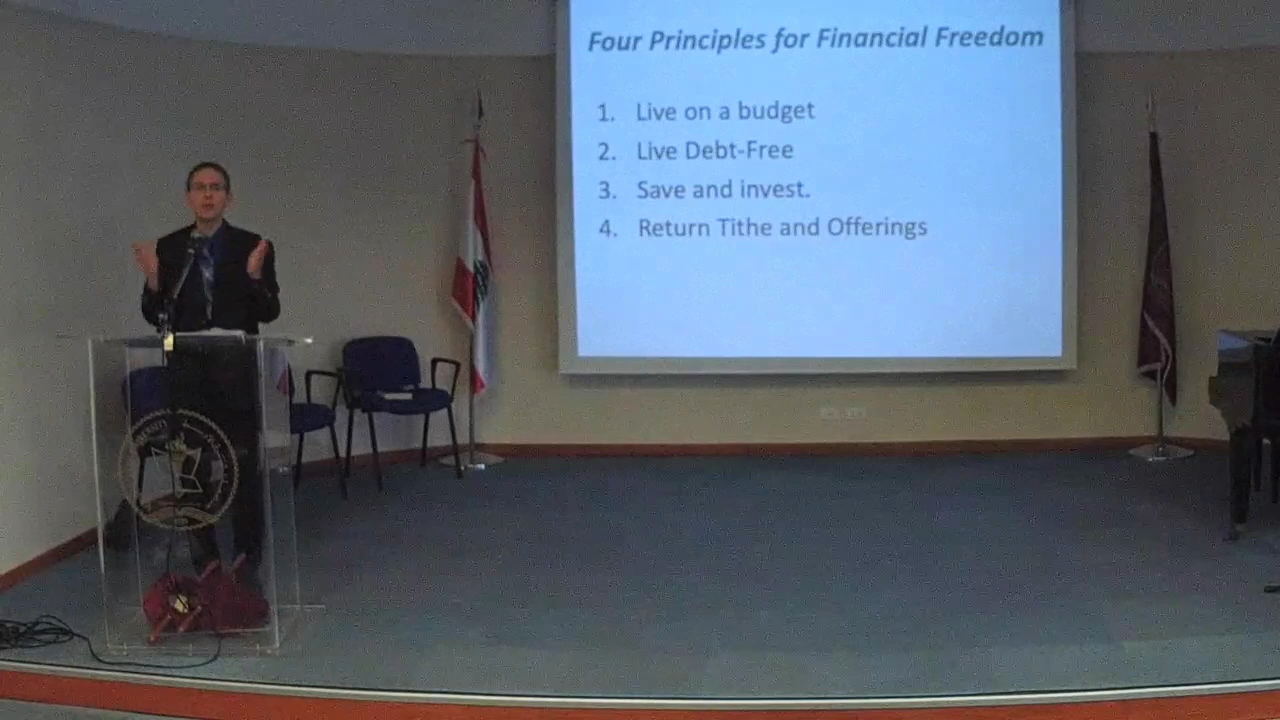 Four Principles for Financial Freedom
1. Live on a budget
2. Live Debt-Free
3. Save and invest.
4. Return Tithe and Offerings